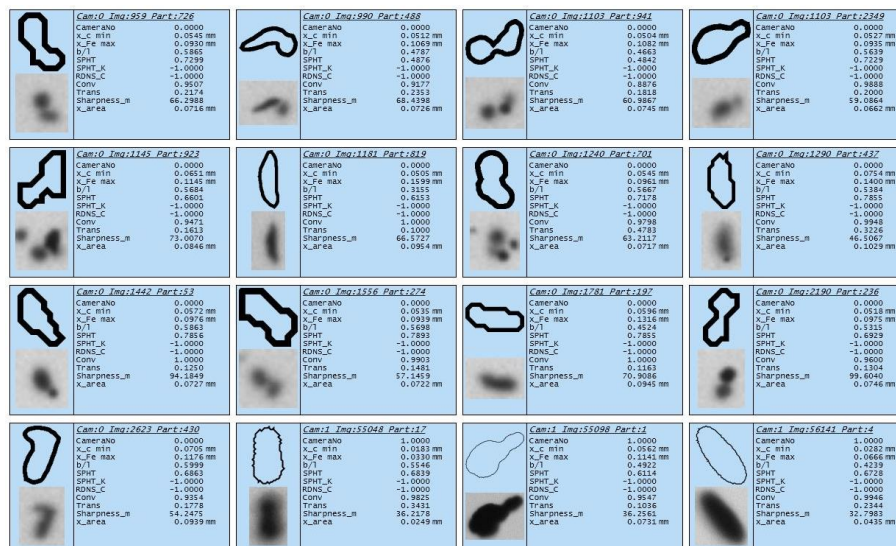 Cam:0 Img:959 Part:726
CameraNo 0.0000
x_c min 0.0545 mm
x_Fe max 0.0930 mm
b/l 0.5865
SPHT 0.7299
SPHT_K -1.0000
RDNS_C -1.0000
Conv 0.9507
Trans 0.2174
Sharpness_m 66.2988
x_area 0.0716 mm
Cam:0 Img:990 Part:488
CameraNo 0.0000
x_c min 0.0512 mm
x_Fe max 0.1069 mm
b/l 0.4787
SPHT 0.4876
SPHT_K -1.0000
RDNS_C -1.0000
Conv 0.9177
Trans 0.2353
Sharpness_m 68.4398
x_area 0.0726 mm
Cam:0 Img:1103 Part:941
CameraNo 0.0000
x_c min 0.0504 mm
x_Fe max 0.1082 mm
b/l 0.4663
SPHT 0.4842
SPHT_K -1.0000
RDNS_C -1.0000
Conv 0.8876
Trans 0.1818
Sharpness_m 60.9867
x_area 0.0745 mm
Cam:0 Img:1103 Part:2349
CameraNo 0.0000
x_c min 0.0527 mm
x_Fe max 0.0935 mm
b/l 0.5639
SPHT 0.7229
SPHT_K -1.0000
RDNS_C -1.0000
Conv 0.9888
Trans 0.2000
Sharpness_m 59.0864
x_area 0.0662 mm
Cam:0 Img:1145 Part:923
CameraNo 0.0000
x_c min 0.0651 mm
x_Fe max 0.1145 mm
b/l 0.5684
SPHT 0.6601
SPHT_K -1.0000
RDNS_C -1.0000
Conv 0.9471
Trans 0.1613
Sharpness_m 73.0070
x_area 0.0846 mm
Cam:0 Img:1181 Part:819
CameraNo 0.0000
x_c min 0.0505 mm
x_Fe max 0.1599 mm
b/l 0.3155
SPHT 0.6153
SPHT_K -1.0000
RDNS_C -1.0000
Conv 1.0000
Trans 0.1000
Sharpness_m 66.5727
x_area 0.0954 mm
Cam:0 Img:1240 Part:701
CameraNo 0.0000
x_c min 0.0545 mm
x_Fe max 0.0961 mm
b/l 0.5667
SPHT 0.7178
SPHT_K -1.0000
RDNS_C -1.0000
Conv 0.9798
Trans 0.4783
Sharpness_m 63.2117
x_area 0.0717 mm
Cam:0 Img:1290 Part:437
CameraNo 0.0000
x_c min 0.0754 mm
x_Fe max 0.1400 mm
b/l 0.5384
SPHT 0.7855
SPHT_K -1.0000
RDNS_C -1.0000
Conv 0.9948
Trans 0.3226
Sharpness_m 46.5067
x_area 0.1029 mm
Cam:0 Img:1442 Part:53
CameraNo 0.0000
x_c min 0.0572 mm
x_Fe max 0.0976 mm
b/l 0.5863
SPHT 0.7856
SPHT_K -1.0000
RDNS_C -1.0000
Conv 1.0000
Trans 0.1250
Sharpness_m 94.1849
x_area 0.0727 mm
Cam:0 Img:1556 Part:274
CameraNo 0.0000
x_c min 0.0535 mm
x_Fe max 0.0939 mm
b/l 0.5698
SPHT 0.7893
SPHT_K -1.0000
RDNS_C -1.0000
Conv 0.9903
Trans 0.1481
Sharpness_m 57.1459
x_area 0.0722 mm
Cam:0 Img:1781 Part:197
CameraNo 0.0000
x_c min 0.0596 mm
x_Fe max 0.1316 mm
b/l 0.4524
SPHT 0.7855
SPHT_K -1.0000
RDNS_C -1.0000
Conv 1.0000
Trans 0.1163
Sharpness_m 70.9086
x_area 0.0945 mm
Cam:0 Img:2190 Part:236
CameraNo 0.0000
x_c min 0.0518 mm
x_Fe max 0.0975 mm
b/l 0.5315
SPHT 0.6929
SPHT_K -1.0000
RDNS_C -1.0000
Conv 0.9600
Trans 0.1304
Sharpness_m 99.6040
x_area 0.0746 mm
Cam:0 Img:2623 Part:430
CameraNo 0.0000
x_c min 0.0705 mm
x_Fe max 0.1176 mm
b/l 0.5999
SPHT 0.6863
SPHT_K -1.0000
RDNS_C -1.0000
Conv 0.9354
Trans 0.1778
Sharpness_m 54.2475
x_area 0.0939 mm
Cam:1 Img:55048 Part:17
CameraNo 1.0000
x_c min 0.0183 mm
x_Fe max 0.0330 mm
b/l 0.5546
SPHT 0.6839
SPHT_K -1.0000
RDNS_C -1.0000
Conv 0.9825
Trans 0.3431
Sharpness_m 36.2178
x_area 0.0249 mm
Cam:1 Img:55098 Part:1
CameraNo 1.0000
x_c min 0.0562 mm
x_Fe max 0.1141 mm
b/l 0.4922
SPHT 0.6114
SPHT_K -1.0000
RDNS_C -1.0000
Conv 0.9547
Trans 0.1036
Sharpness_m 36.2561
x_area 0.0731 mm
Cam:1 Img:56141 Part:4
CameraNo 1.0000
x_c min 0.0282 mm
x_Fe max 0.0666 mm
b/l 0.4239
SPHT 0.6728
SPHT_K -1.0000
RDNS_C -1.0000
Conv 0.9946
Trans 0.2344
Sharpness_m 32.7983
x_area 0.0435 mm